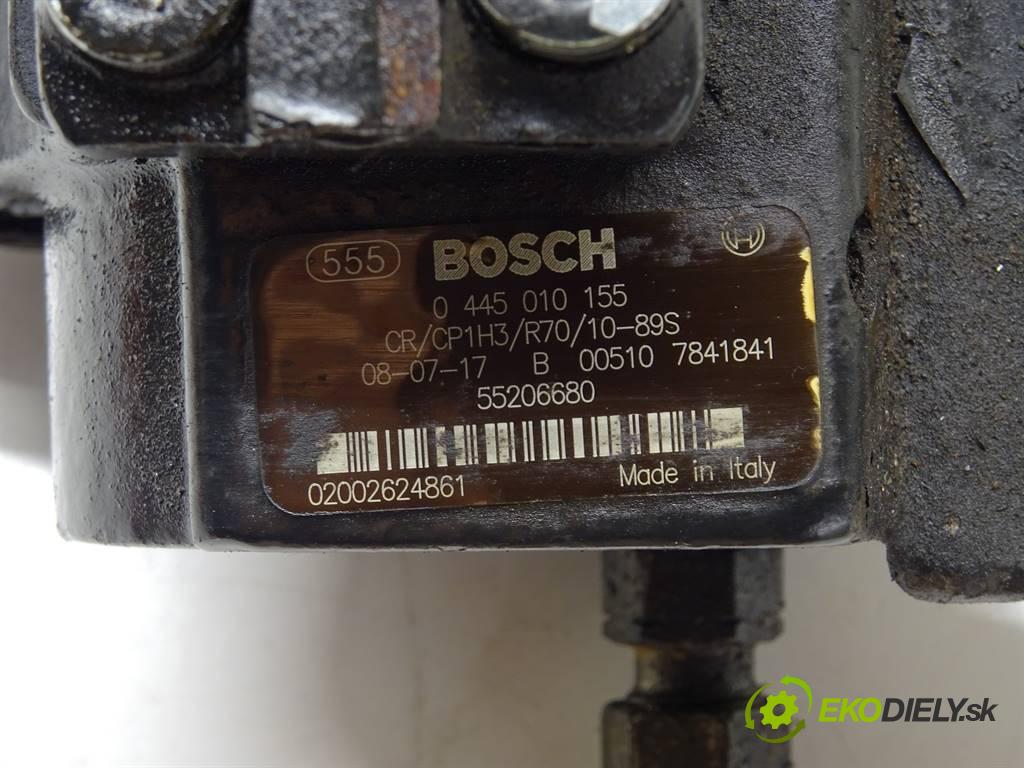 555 BOSCH
0 445 010 155
CR/CP1H3/R70/10-89S
08-07-17 B 00510 7841841
55206680
02002624861 Made in Italy
EKODIELY.sk